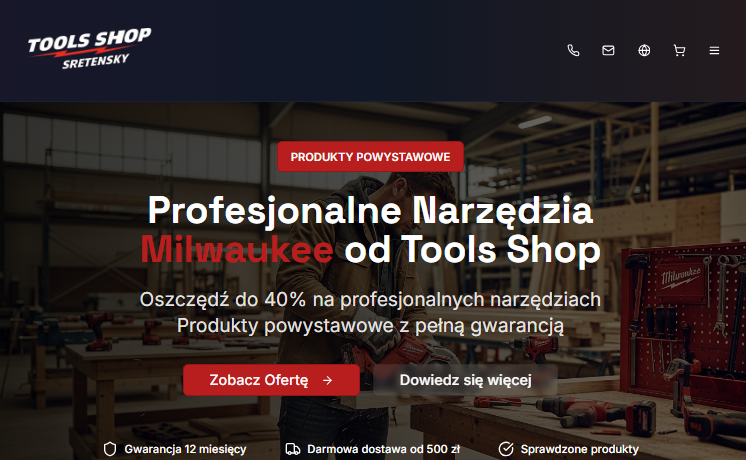 TOOLS SHOP
SRETENSKY
PRODUKTY POWYSTAWOWE
Profesjonalne Narzędzia
Milwaukee od Tools Shop
Milwaukee
Oszczędź do 40% na profesjonalnych narzędziach
Produkty powystawowe z pełną gwarancją
Zobacz Ofertę →
Dowiedz się więcej
Gwarancja 12 miesięcy
Darmowa dostawa od 500 zł
Sprawdzone produkty